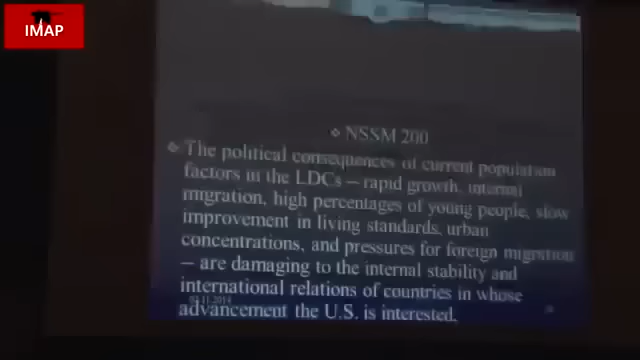 IMAP
❖ NSSM 200
❖ The political consequences of current population
factors in the LDCs – rapid growth, internal
migration, high percentages of young people, slow
improvement in living standards, urban
concentrations, and pressures for foreign migration
– are damaging to the internal stability and
international relations of countries in whose
advancement the U.S. is interested.